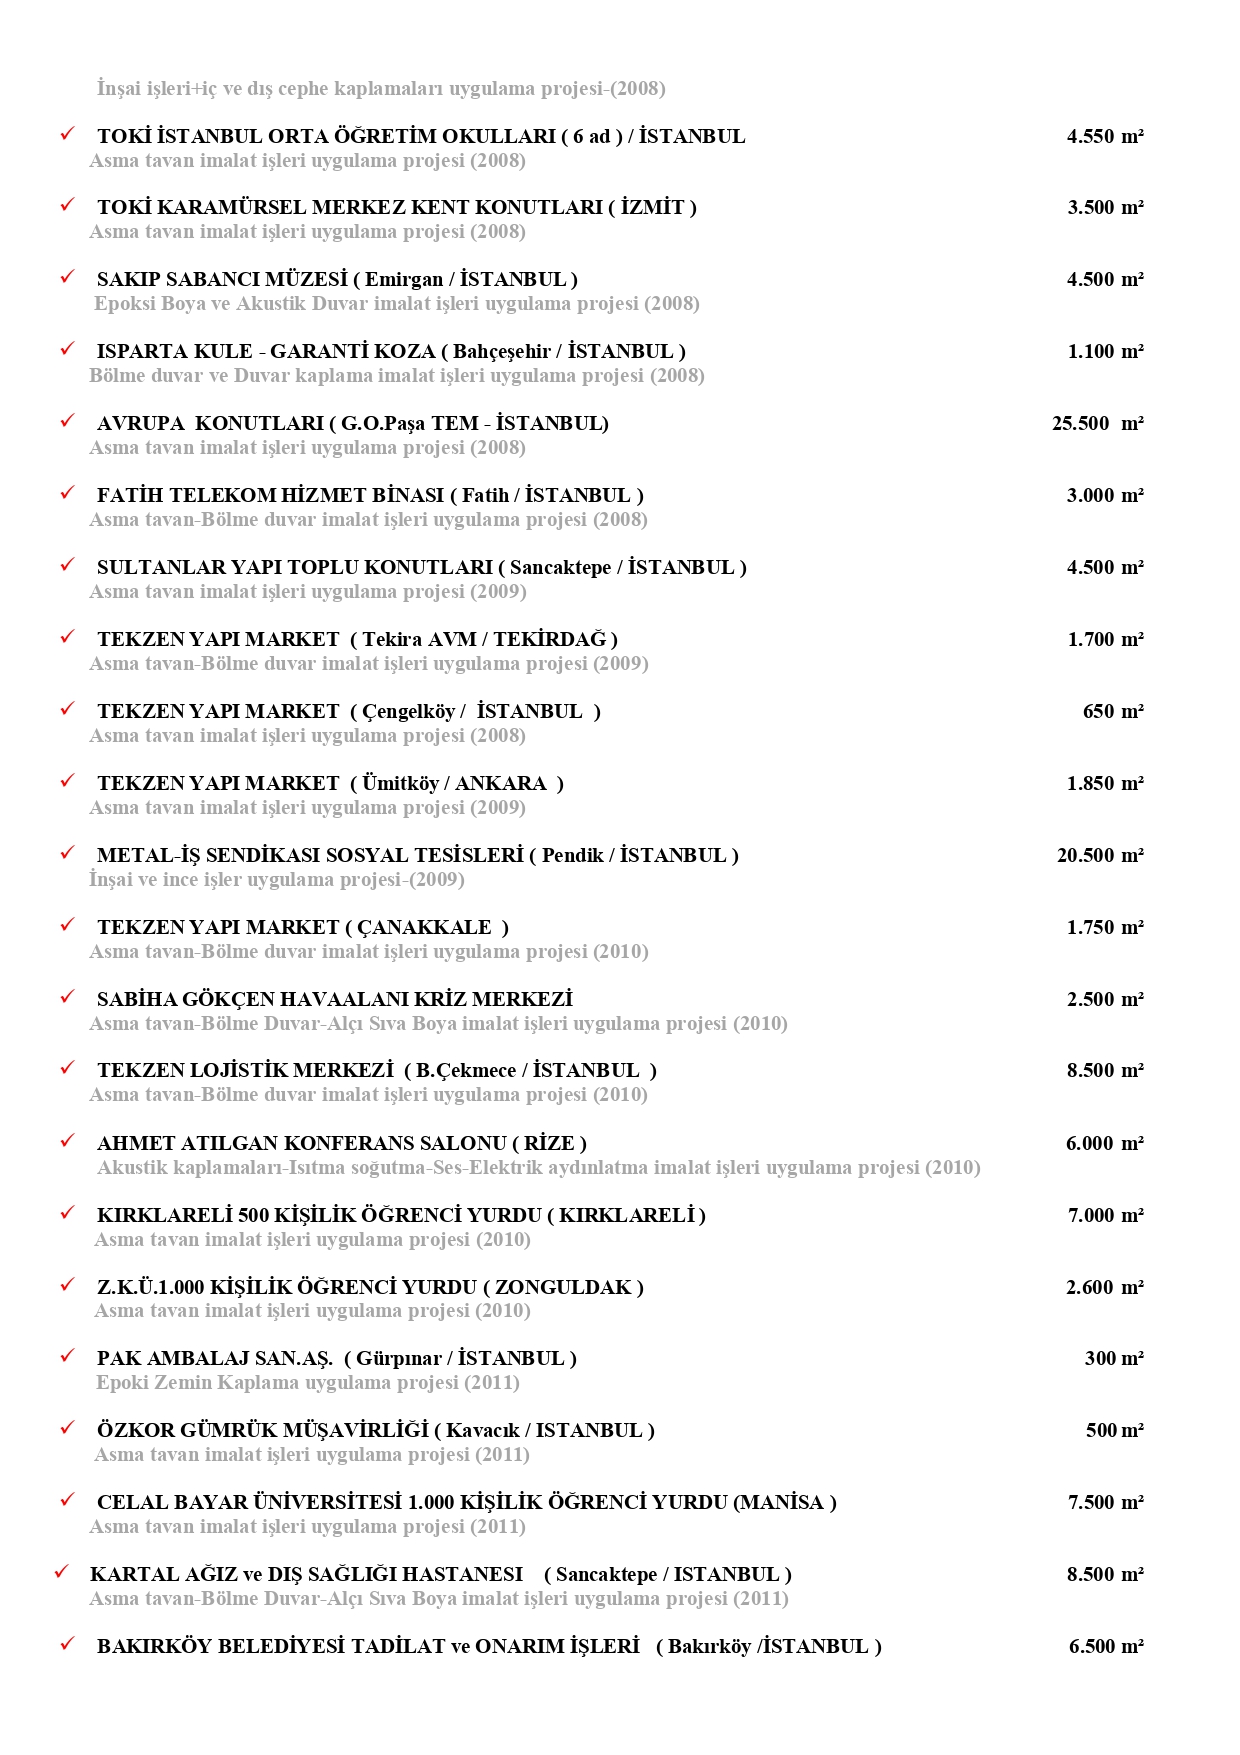 İnşai işleri+iç ve dış cephe kaplamaları uygulama projesi-(2008)
✓ TOKİ İSTANBUL ORTA ÖĞRETİM OKULLARI ( 6 ad ) / İSTANBUL 4.550 m²
Asma tavan imalat işleri uygulama projesi (2008)
✓ TOKİ KARAMÜRSEL MERKEZ KENT KONUTLARI ( İZMİT ) 3.500 m²
Asma tavan imalat işleri uygulama projesi (2008)
✓ SAKIP SABANCI MÜZESİ ( Emirgan / İSTANBUL ) 4.500 m²
Epoksi Boya ve Akustik Duvar imalat işleri uygulama projesi (2008)
✓ ISPARTA KULE - GARANTİ KOZA ( Bahçeşehir / İSTANBUL ) 1.100 m²
Bölme duvar ve Duvar kaplama imalat işleri uygulama projesi (2008)
✓ AVRUPA KONUTLARI ( G.O.Paşa TEM - İSTANBUL) 25.500 m²
Asma tavan imalat işleri uygulama projesi (2008)
✓ FATİH TELEKOM HİZMET BİNASI ( Fatih / İSTANBUL ) 3.000 m²
Asma tavan-Bölme duvar imalat işleri uygulama projesi (2008)
✓ SULTANLAR YAPI TOPLU KONUTLARI ( Sancaktepe / İSTANBUL ) 4.500 m²
Asma tavan imalat işleri uygulama projesi (2009)
✓ TEKZEN YAPI MARKET ( Tekira AVM / TEKİRDAĞ ) 1.700 m²
Asma tavan-Bölme duvar imalat işleri uygulama projesi (2009)
✓ TEKZEN YAPI MARKET ( Çengelköy / İSTANBUL ) 650 m²
Asma tavan imalat işleri uygulama projesi (2008)
✓ TEKZEN YAPI MARKET ( Ümitköy / ANKARA ) 1.850 m²
Asma tavan imalat işleri uygulama projesi (2009)
✓ METAL-İŞ SENDİKASI SOSYAL TESİSLERİ ( Pendik / İSTANBUL ) 20.500 m²
İnşai ve ince işler uygulama projesi-(2009)
✓ TEKZEN YAPI MARKET ( ÇANAKKALE ) 1.750 m²
Asma tavan-Bölme duvar imalat işleri uygulama projesi (2010)
✓ SABİHA GÖKÇEN HAVAALANI KRİZ MERKEZİ 2.500 m²
Asma tavan-Bölme Duvar-Alçı Sıva Boya imalat işleri uygulama projesi (2010)
✓ TEKZEN LOJİSTİK MERKEZİ ( B.Çekmece / İSTANBUL ) 8.500 m²
Asma tavan-Bölme duvar imalat işleri uygulama projesi (2010)
✓ AHMET ATILGAN KONFERANS SALONU ( RİZE ) 6.000 m²
Akustik kaplamaları-Isıtma soğutma-Ses-Elektrik aydınlatma imalat işleri uygulama projesi (2010)
✓ KIRKLARELİ 500 KİŞİLİK ÖĞRENCİ YURDU ( KIRKLARELİ ) 7.000 m²
Asma tavan imalat işleri uygulama projesi (2010)
✓ Z.K.Ü.1.000 KİŞİLİK ÖĞRENCİ YURDU ( ZONGULDAK ) 2.600 m²
Asma tavan imalat işleri uygulama projesi (2010)
✓ PAK AMBALAJ SAN.AŞ. ( Gürpınar / İSTANBUL ) 300 m²
Epoki Zemin Kaplama uygulama projesi (2011)
✓ ÖZKOR GÜMRÜK MÜŞAVİRLİĞİ ( Kavacık / ISTANBUL ) 500 m²
Asma tavan imalat işleri uygulama projesi (2011)
✓ CELAL BAYAR ÜNİVERSİTESİ 1.000 KİŞİLİK ÖĞRENCİ YURDU (MANİSA ) 7.500 m²
Asma tavan imalat işleri uygulama projesi (2011)
✓ KARTAL AĞIZ ve DIŞ SAĞLIĞI HASTANESI ( Sancaktepe / ISTANBUL ) 8.500 m²
Asma tavan-Bölme Duvar-Alçı Sıva Boya imalat işleri uygulama projesi (2011)
✓ BAKIRKÖY BELEDİYESİ TADİLAT ve ONARIM İŞLERİ ( Bakırköy /İSTANBUL ) 6.500 m²